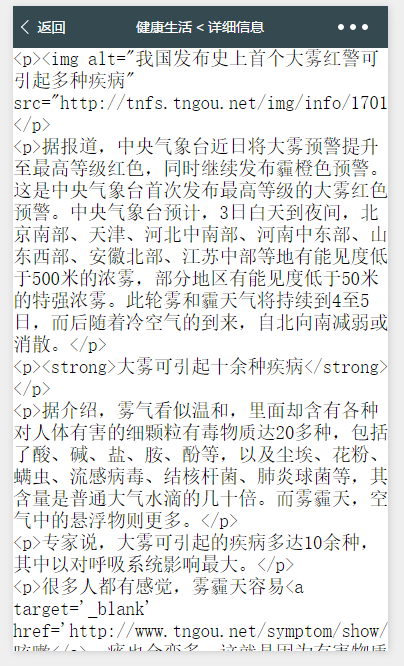 返回 健康生活 < 详细信息 •••
<p><img alt="我国发布史上首个大雾红警可
引起多种疾病"
src="http://tnfs.tngou.net/img/info/1701
</p>
<p>据报道，中央气象台近日将大雾预警提升
至最高等级红色，同时继续发布霾橙色预警。
这是中央气象台首次发布最高等级的大雾红色
预警。中央气象台预计，3日白天到夜间，北
京南部、天津、河北中南部、河南中东部、山
东西部、安徽北部、江苏中部等地有能见度低
于500米的浓雾，部分地区有能见度低于50米
的特强浓雾。此轮雾和霾天气将持续到4至5
日，而后随着冷空气的到来，自北向南减弱或
消散。</p>
<p><strong>大雾可引起十余种疾病</strong>
</p>
<p>据介绍，雾气看似温和，里面却含有各种
对人体有害的细颗粒有毒物质达20多种，包括
了酸、碱、盐、胺、酚等，以及尘埃、花粉、
螨虫、流感病毒、结核杆菌、肺炎球菌等，其
含量是普通大气水滴的几十倍。而雾霾天，空
气中的悬浮物则更多。</p>
<p>专家说，大雾可引起的疾病多达10余种，
其中以对呼吸系统影响最大。</p>
<p>很多人都有感觉，雾霾天容易<a
target='_blank'
href='http://www.tngou.net/symptom/show/
咳嗽</a>，痰也会变多，这就是因为有害物质